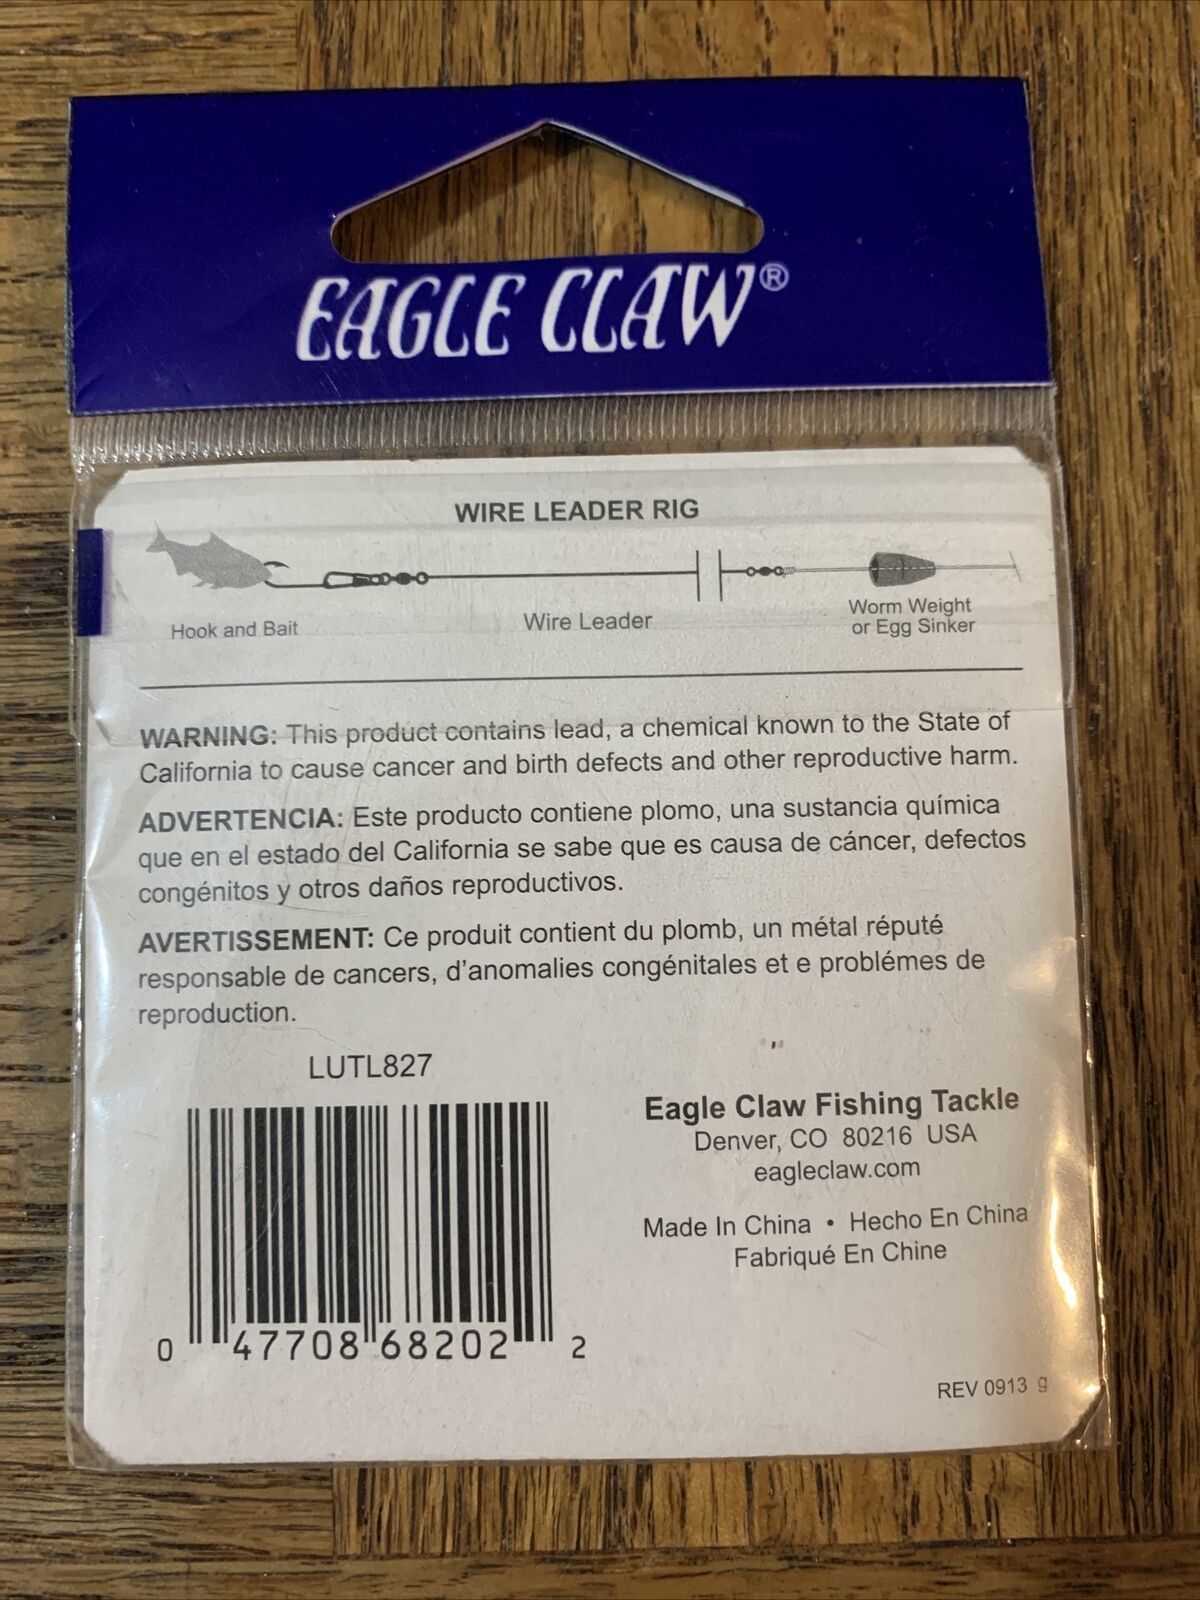 EAGLE CLAW®
WIRE LEADER RIG
Hook and Bait
Wire Leader
Worm Weight
or Egg Sinker
WARNING: This product contains lead, a chemical known to the State of
California to cause cancer and birth defects and other reproductive harm.
ADVERTENCIA: Este producto contiene plomo, una sustancia química
que en el estado del California se sabe que es causa de cáncer, defectos
congénitos y otros daños reproductivos.
AVERTISSEMENT: Ce produit contient du plomb, un métal réputé
responsable de cancers, d'anomalies congénitales et e problémes de
reproduction.
LUTL827
0 47708 68202 2
Eagle Claw Fishing Tackle
Denver, CO 80216 USA
eagleclaw.com
Made In China • Hecho En China
Fabriqué En Chine
REV 0913 g